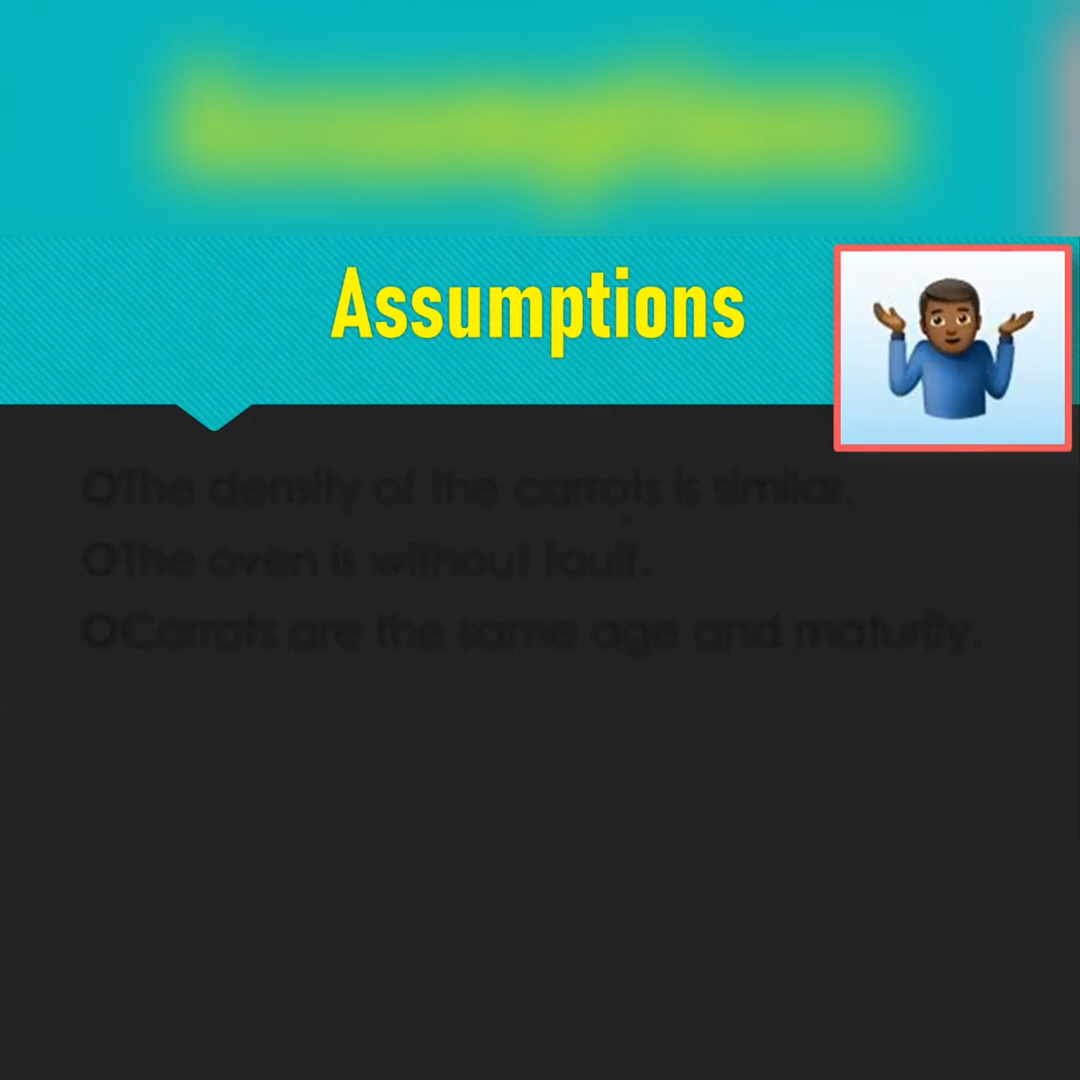 Assumptions
The density of the carrots is similar.
The oven is without fault.
Carrots are the same age and maturity.